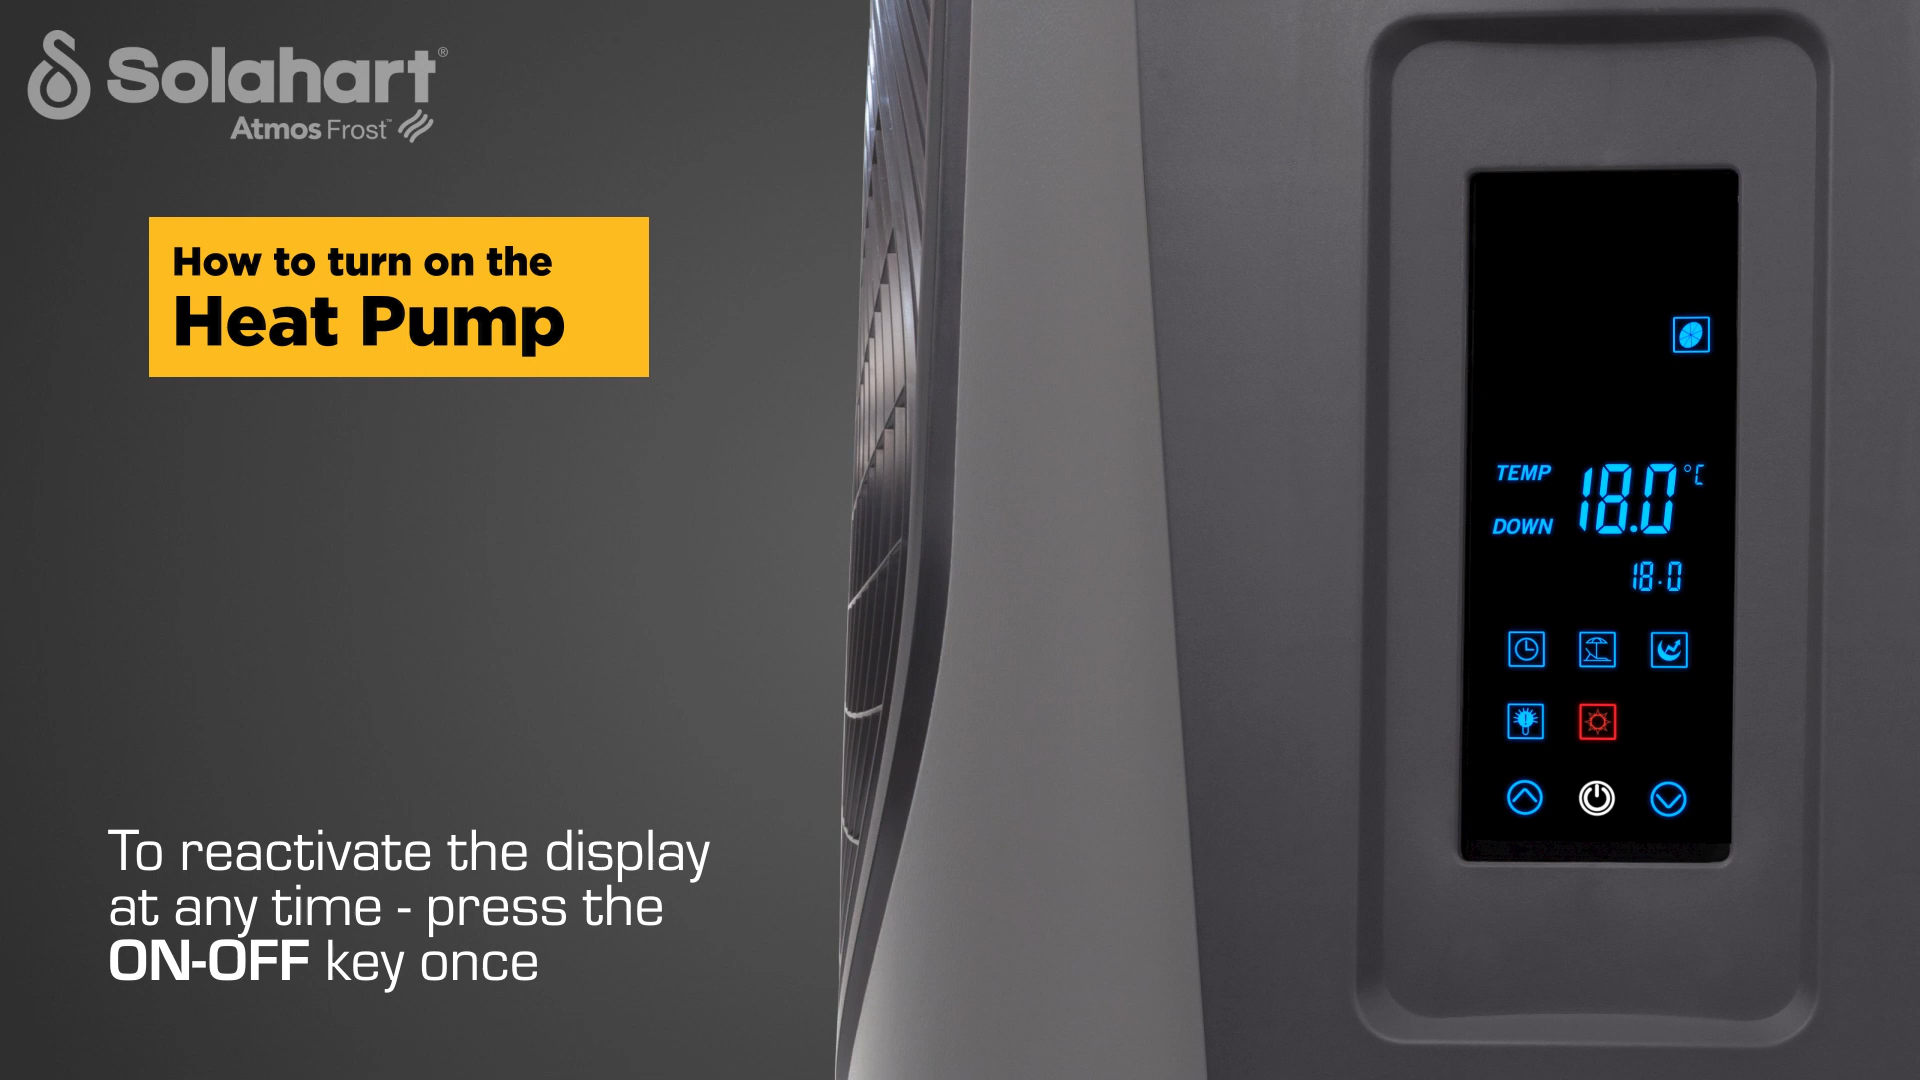 Solahart®
Atmos Frost™
How to turn on the
Heat Pump
TEMP 18.0 °C
DOWN
18.0
To reactivate the display
at any time - press the
ON-OFF key once